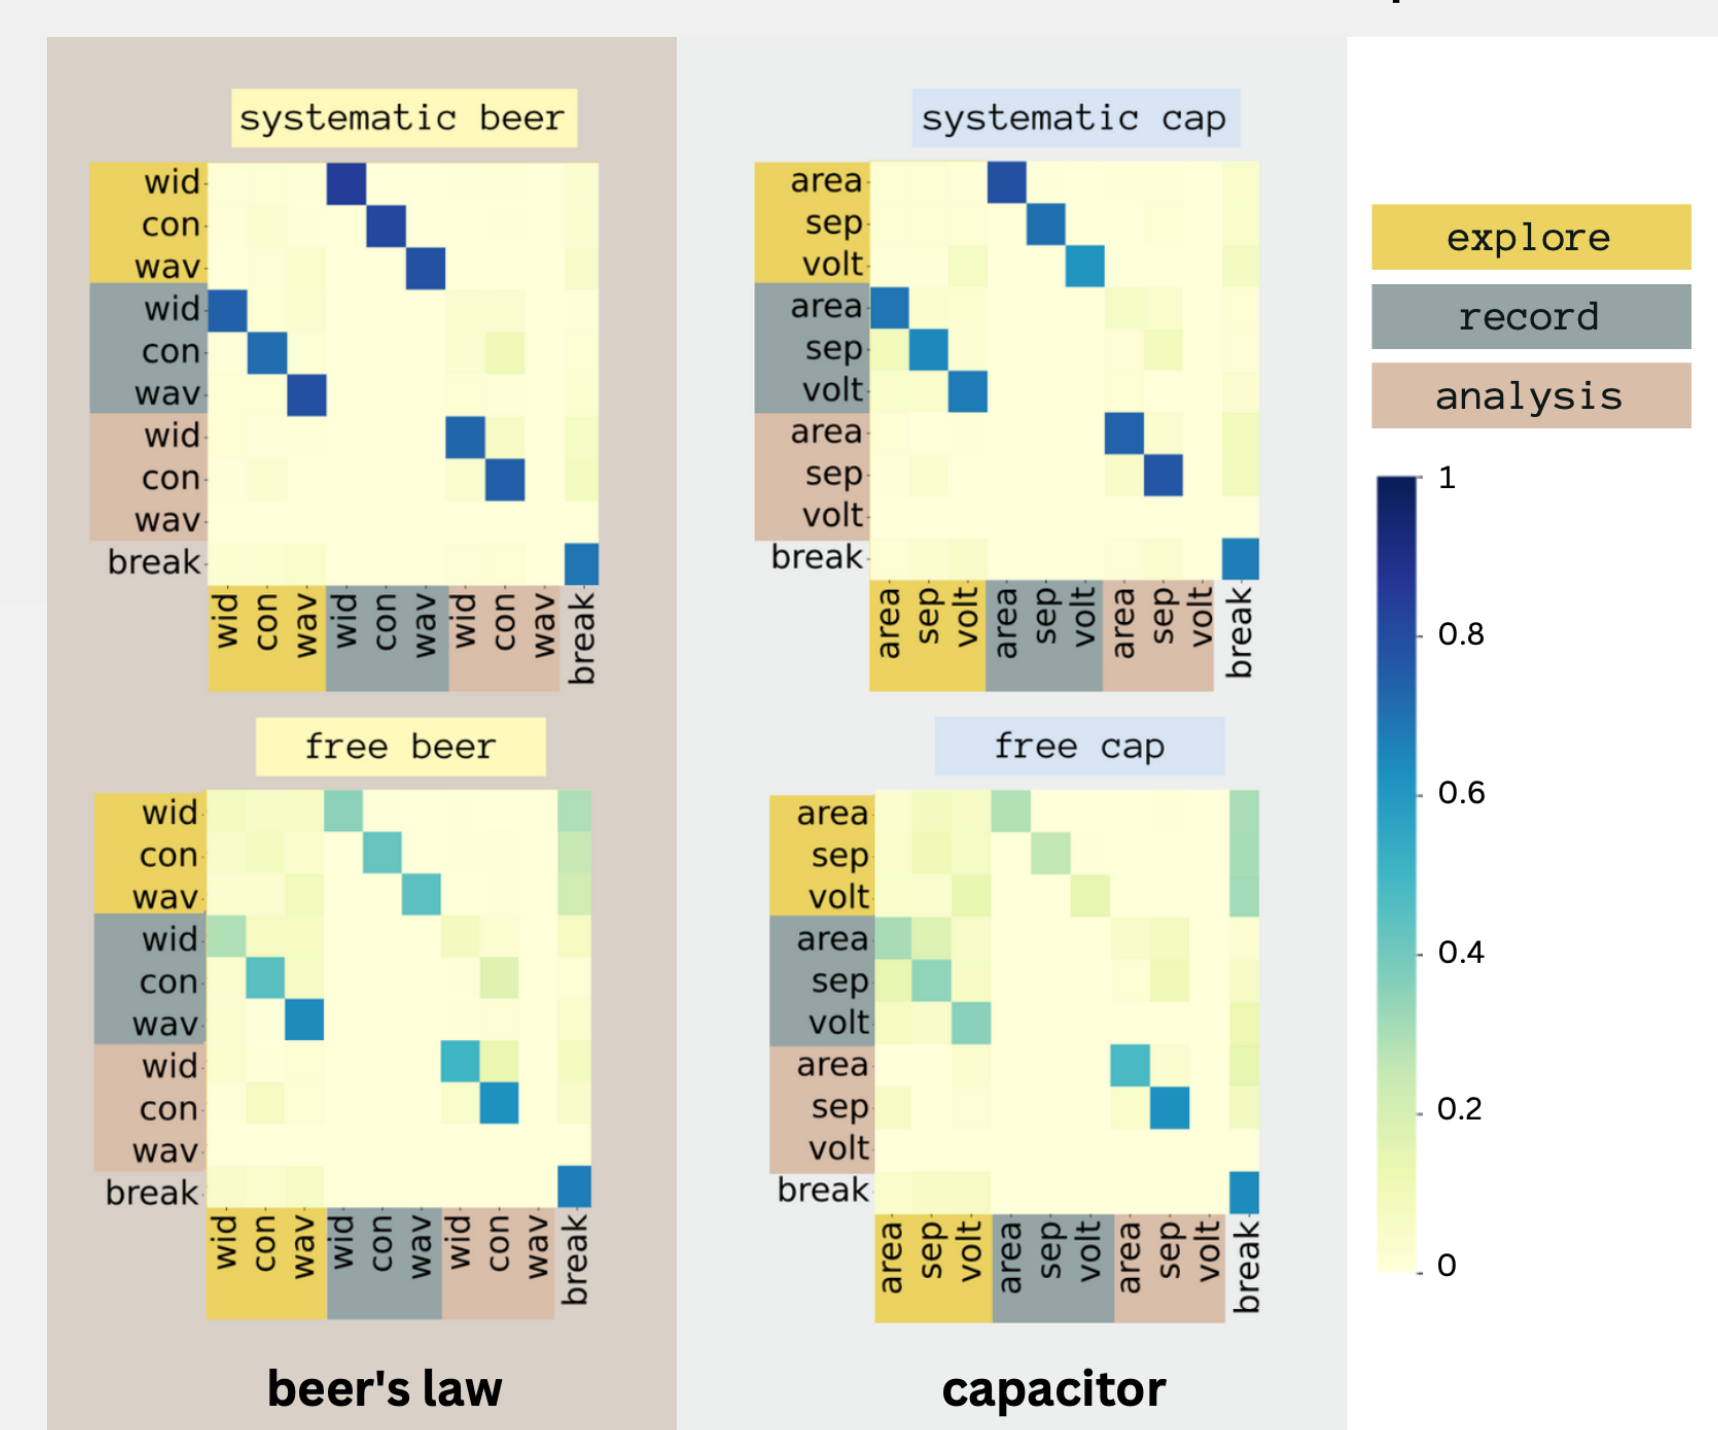 systematic beer
wid
con
wav
wid
con
wav
wid
con
wav
break
wid
con
wav
wid
con
wav
wid
con
wav
break
systematic cap
area
sep
volt
area
sep
volt
area
sep
volt
break
area
sep
volt
area
sep
volt
area
sep
volt
break
free beer
wid
con
wav
wid
con
wav
wid
con
wav
break
wid
con
wav
wid
con
wav
wid
con
wav
break
free cap
area
sep
volt
area
sep
volt
area
sep
volt
break
area
sep
volt
area
sep
volt
area
sep
volt
break
beer's law
capacitor
explore
record
analysis
1
0.8
0.6
0.4
0.2
0